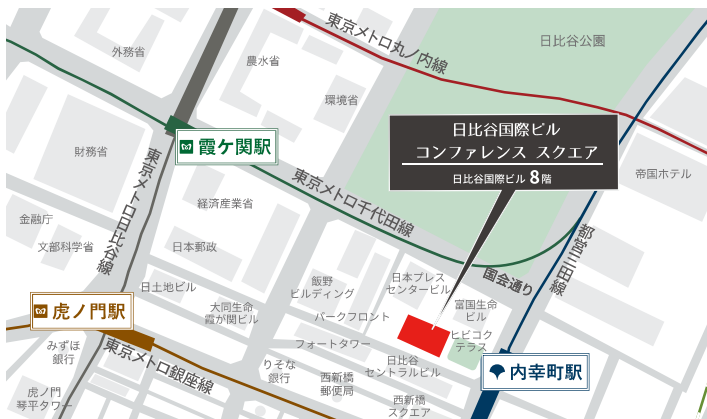 東京メトロ丸ノ内線
日比谷公園
外務省
農水省
環境省
日比谷国際ビル
コンファレンス スクエア
日比谷国際ビル 8階
霞ケ関駅
財務省
東京メトロ日比谷線
東京メトロ千代田線
帝国ホテル
経済産業省
金融庁
文部科学省
日本郵政
都営三田線
国会通り
日土地ビル
飯野
ビルディング
日本プレス
センタービル
虎ノ門駅
大同生命
霞が関ビル
パークフロント
富国生命
ビル
みずほ
銀行
東京メトロ銀座線
フォートタワー
ヒビコク
テラス
りそな
銀行
日比谷
セントラルビル
内幸町駅
虎ノ門
琴平タワー
西新橋
郵便局
西新橋
スクエア